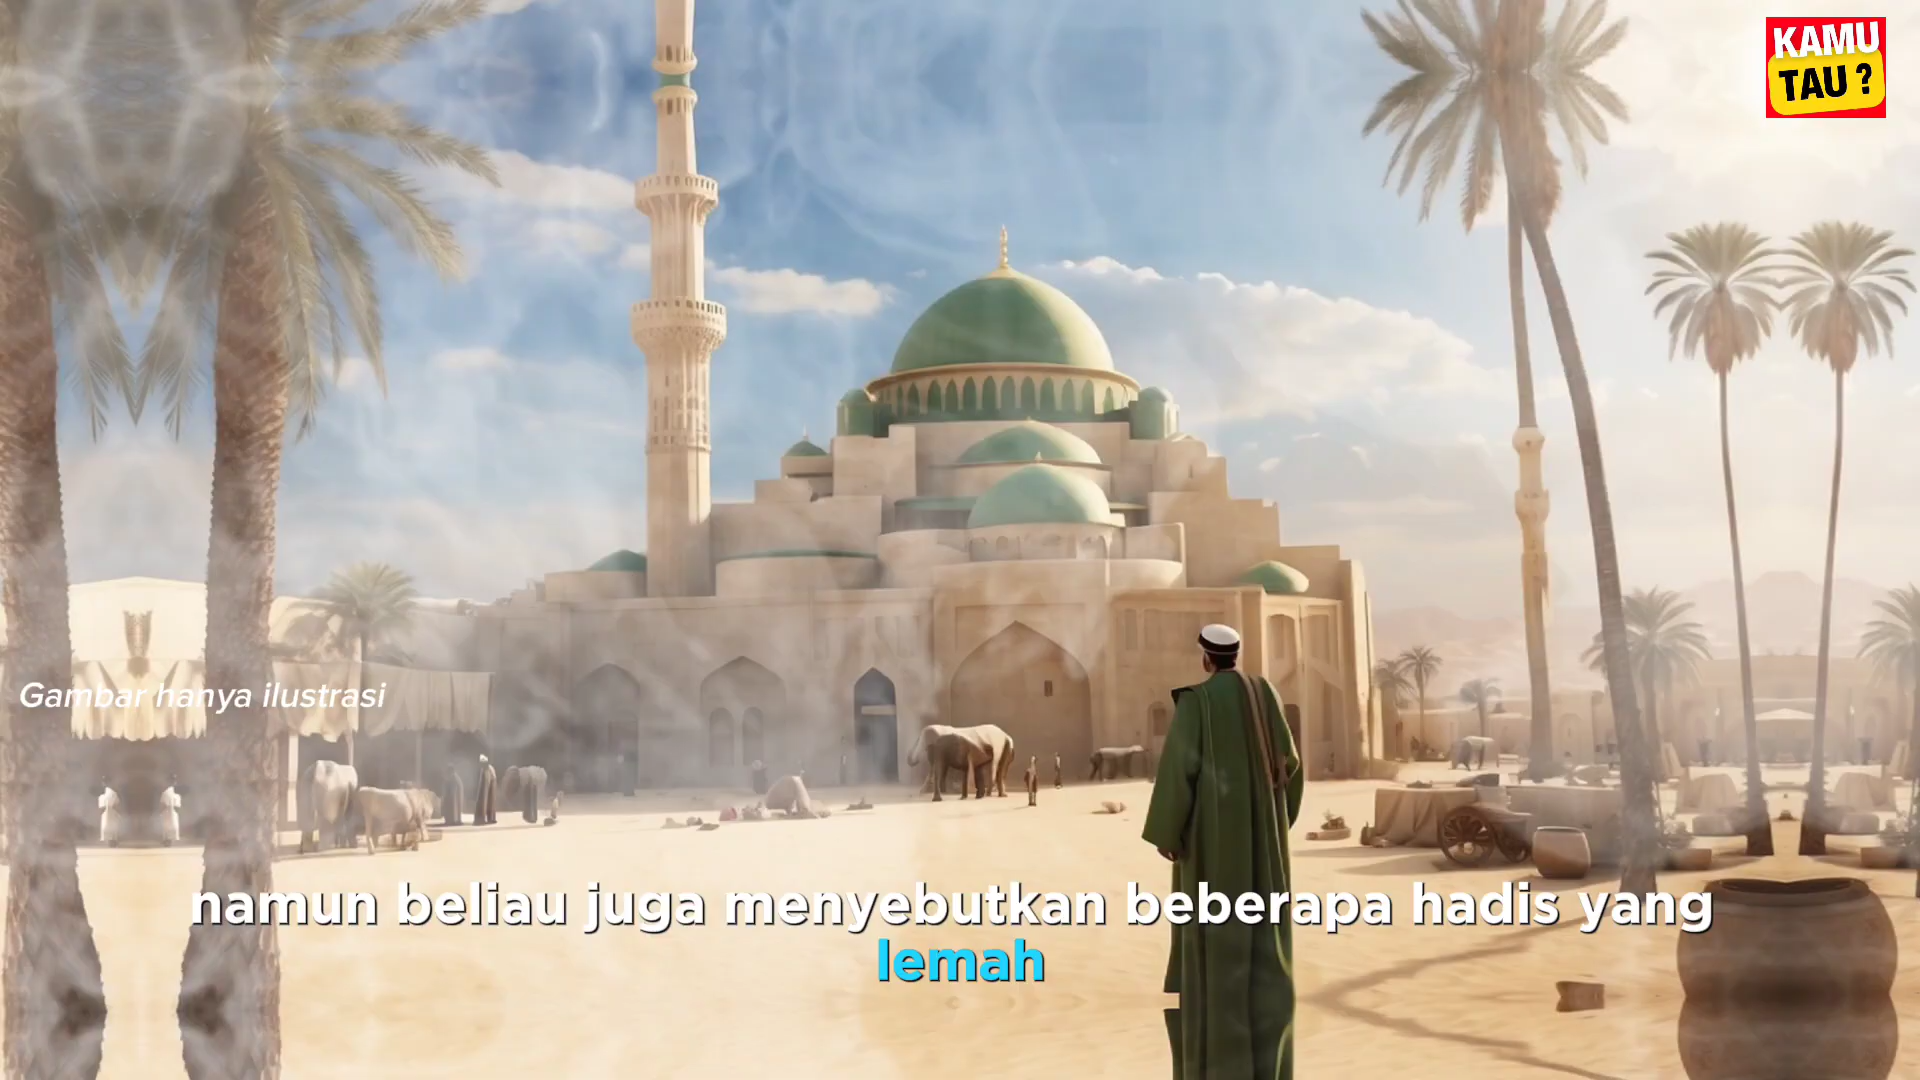 KAMU
TAU ?
Gambar hanya ilustrasi
namun beliau juga menyebutkan beberapa hadis yang
lemah